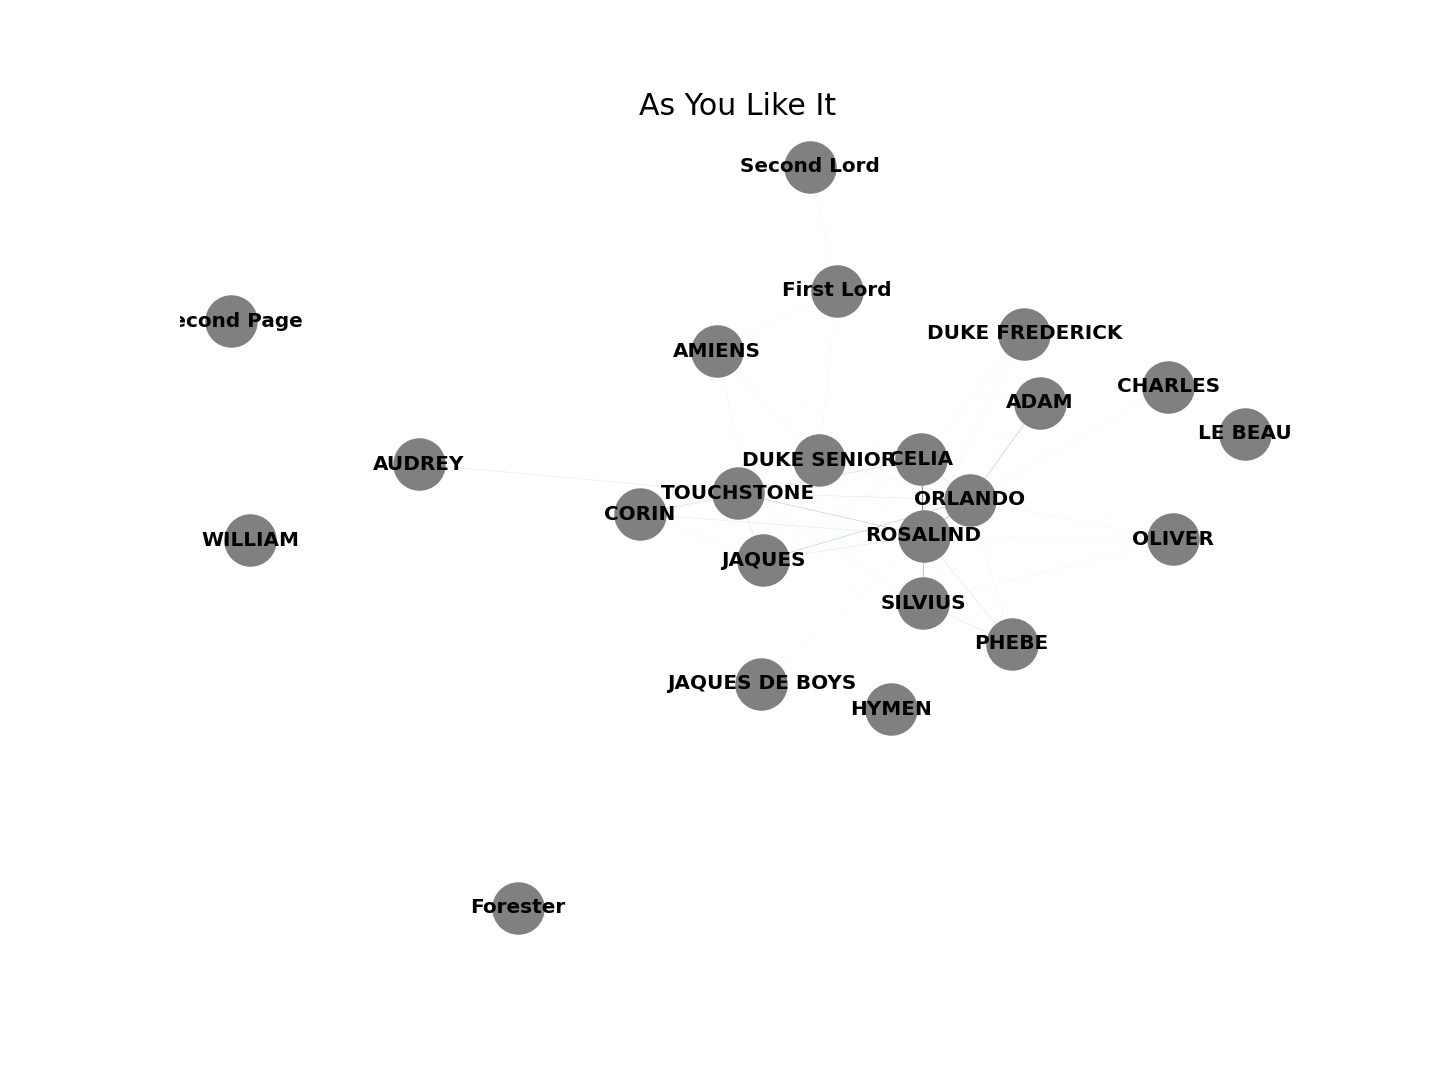 As You Like It
Second Lord
First Lord
econd Page
DUKE FREDERICK
AMIENS
CHARLES
ADAM
LE BEAU
DUKE SENIOR
CELIA
AUDREY
TOUCHSTONE
ORLANDO
CORIN
ROSALIND
WILLIAM
OLIVER
JAQUES
SILVIUS
PHEBE
JAQUES DE BOYS
HYMEN
Forester